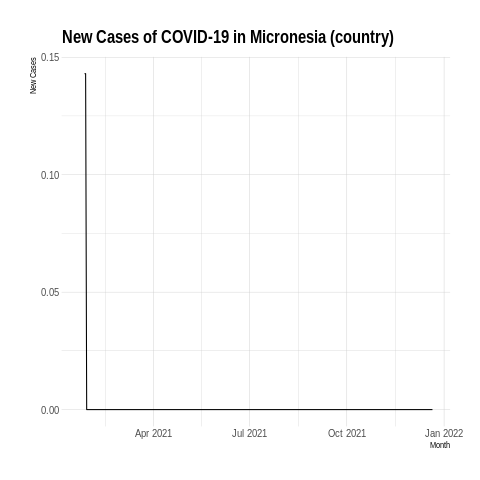 New Cases of COVID-19 in Micronesia (country)
New Cases
0.15
0.10
0.05
0.00
Apr 2021 Jul 2021 Oct 2021 Jan 2022
Month